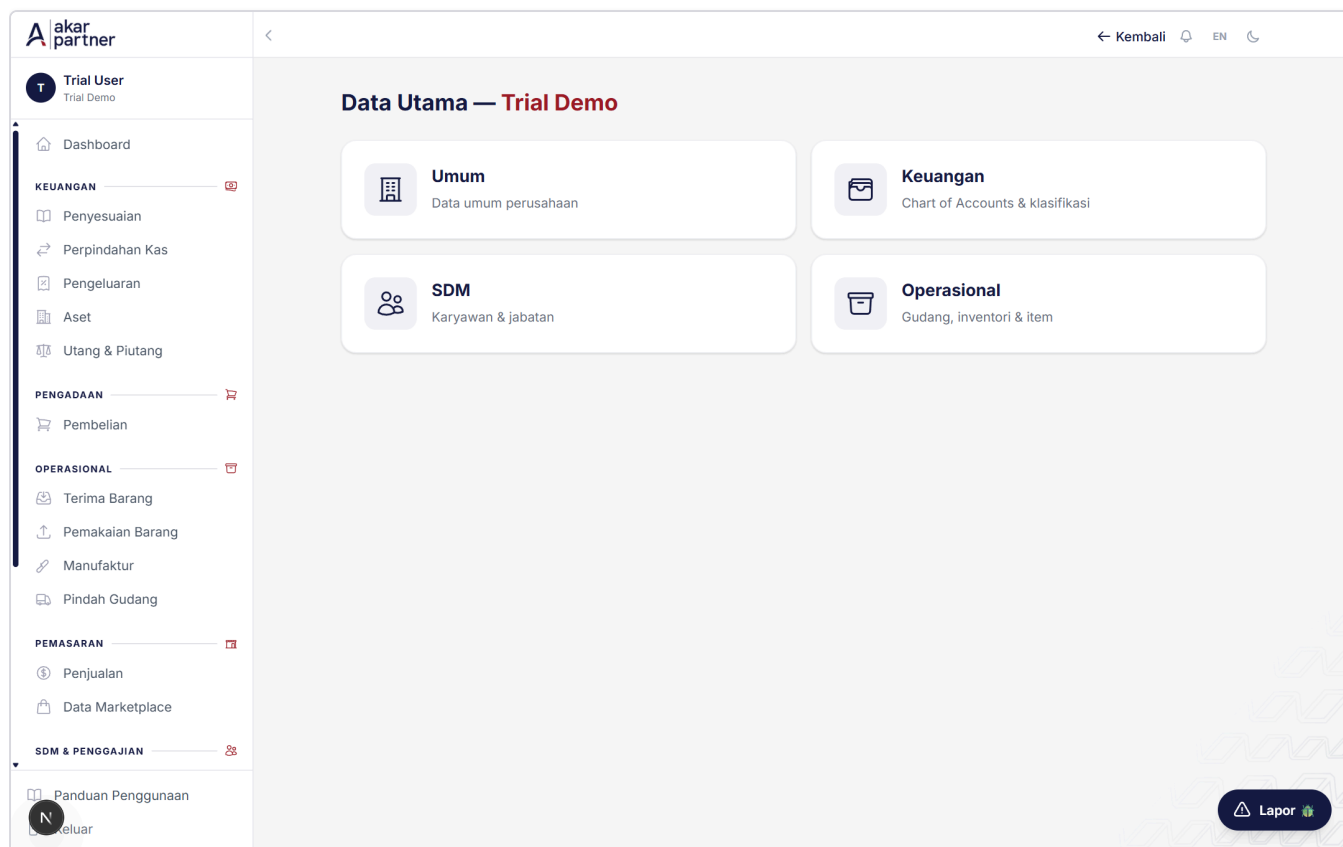 akar
partner
Kembali
EN
T
Trial User
Trial Demo
Data Utama — Trial Demo
Dashboard
Umum
Data umum perusahaan
Keuangan
Chart of Accounts & klasifikasi
KEUANGAN
Penyesuaian
Perpindahan Kas
Pengeluaran
SDM
Karyawan & jabatan
Operasional
Gudang, inventori & item
Aset
Utang & Piutang
PENGADAAN
Pembelian
OPERASIONAL
Terima Barang
Pemakaian Barang
Manufaktur
Pindah Gudang
PEMASARAN
Penjualan
Data Marketplace
SDM & PENGGAJIAN
Panduan Penggunaan
N
eluar
Lapor